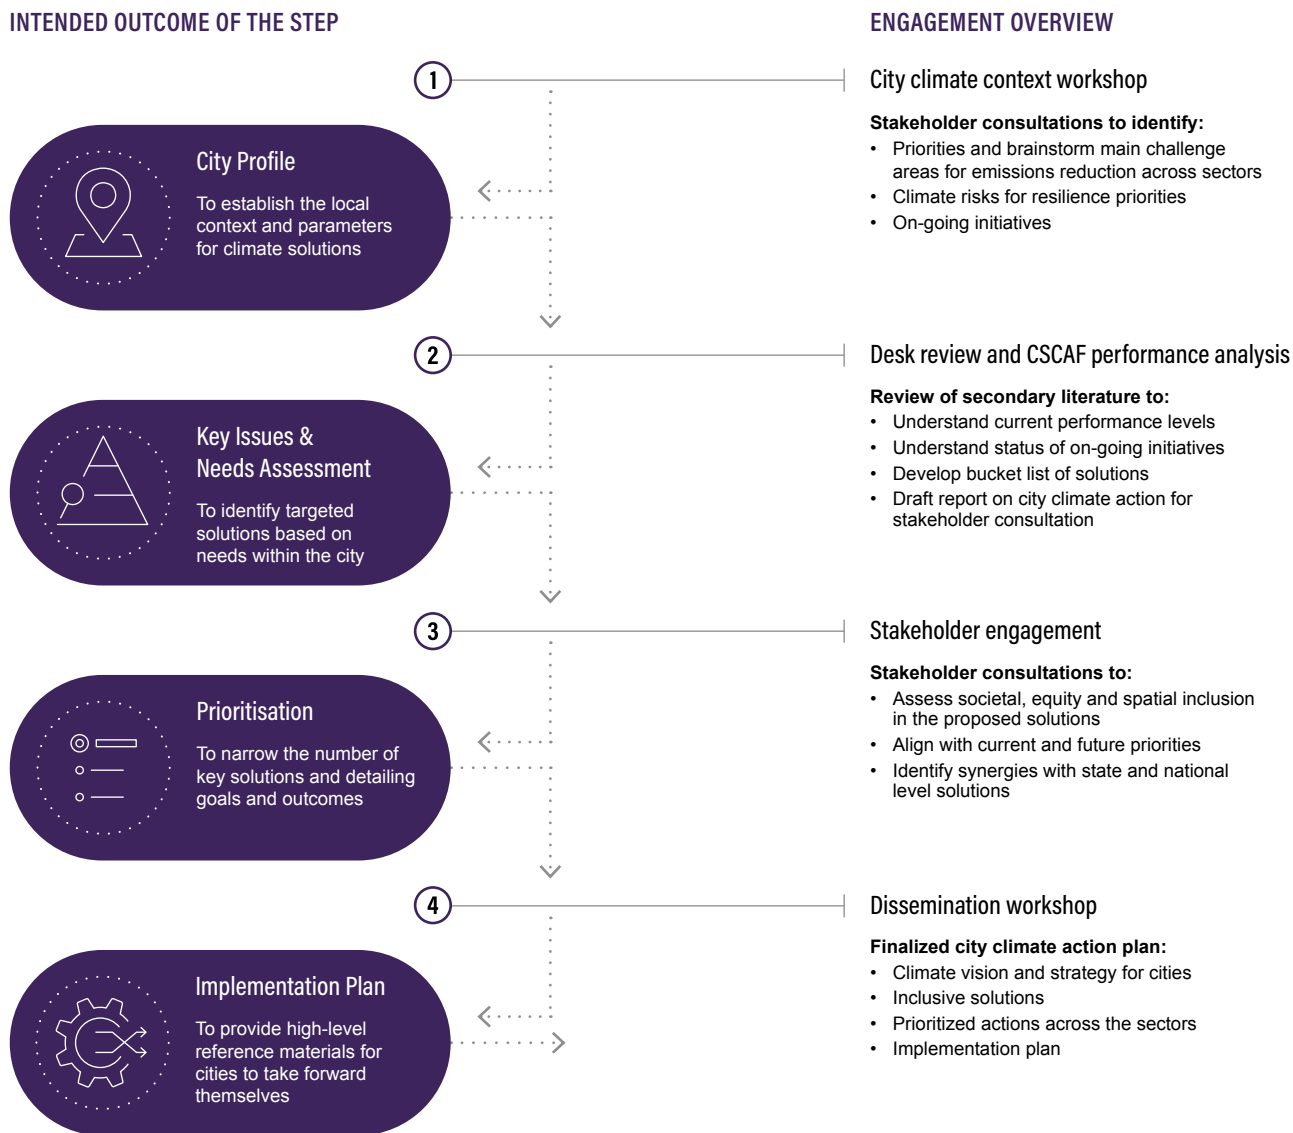 INTENDED OUTCOME OF THE STEP
ENGAGEMENT OVERVIEW
1
City climate context workshop
Stakeholder consultations to identify:
• Priorities and brainstorm main challenge
areas for emissions reduction across sectors
• Climate risks for resilience priorities
• On-going initiatives
City Profile
To establish the local
context and parameters
for climate solutions
2
Desk review and CSCAF performance analysis
Review of secondary literature to:
• Understand current performance levels
• Understand status of on-going initiatives
• Develop bucket list of solutions
• Draft report on city climate action for
stakeholder consultation
Key Issues &
Needs Assessment
To identify targeted
solutions based on
needs within the city
3
Stakeholder engagement
Stakeholder consultations to:
• Assess societal, equity and spatial inclusion
in the proposed solutions
• Align with current and future priorities
• Identify synergies with state and national
level solutions
Prioritisation
To narrow the number of
key solutions and detailing
goals and outcomes
4
Dissemination workshop
Finalized city climate action plan:
• Climate vision and strategy for cities
• Inclusive solutions
• Prioritized actions across the sectors
• Implementation plan
Implementation Plan
To provide high-level
reference materials for
cities to take forward
themselves